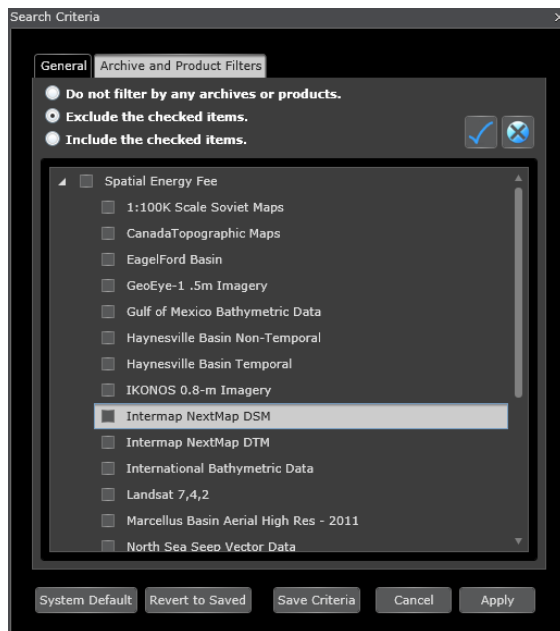 Search Criteria
General
Archive and Product Filters
Do not filter by any archives or products.
Exclude the checked items.
Include the checked items.
Spatial Energy Fee
1:100K Scale Soviet Maps
CanadaTopographic Maps
EagelFord Basin
GeoEye-1 .5m Imagery
Gulf of Mexico Bathymetric Data
Haynesville Basin Non-Temporal
Haynesville Basin Temporal
IKONOS 0.8-m Imagery
Intermap NextMap DSM
Intermap NextMap DTM
International Bathymetric Data
Landsat 7,4,2
Marcellus Basin Aerial High Res - 2011
North Sea Seep Vector Data
System Default
Revert to Saved
Save Criteria
Cancel
Apply